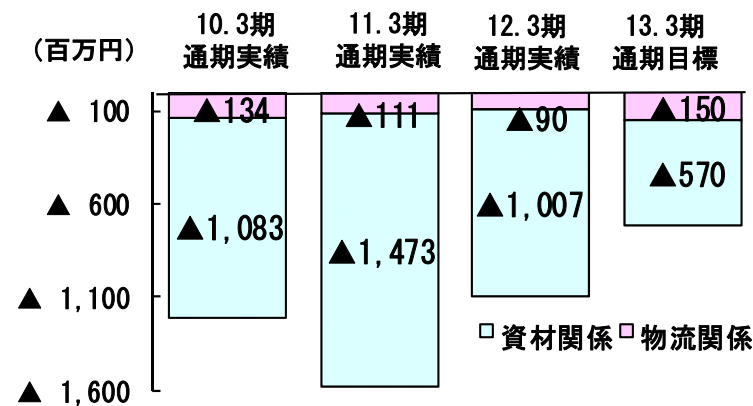 (百万円)
10.3期
通期実績
11.3期
通期実績
12.3期
通期実績
13.3期
通期目標
▲ 100
▲ 600
▲ 1,100
▲ 1,600
▲134
▲111
▲90
▲150
▲1,083
▲1,473
▲1,007
▲570
資材関係 物流関係